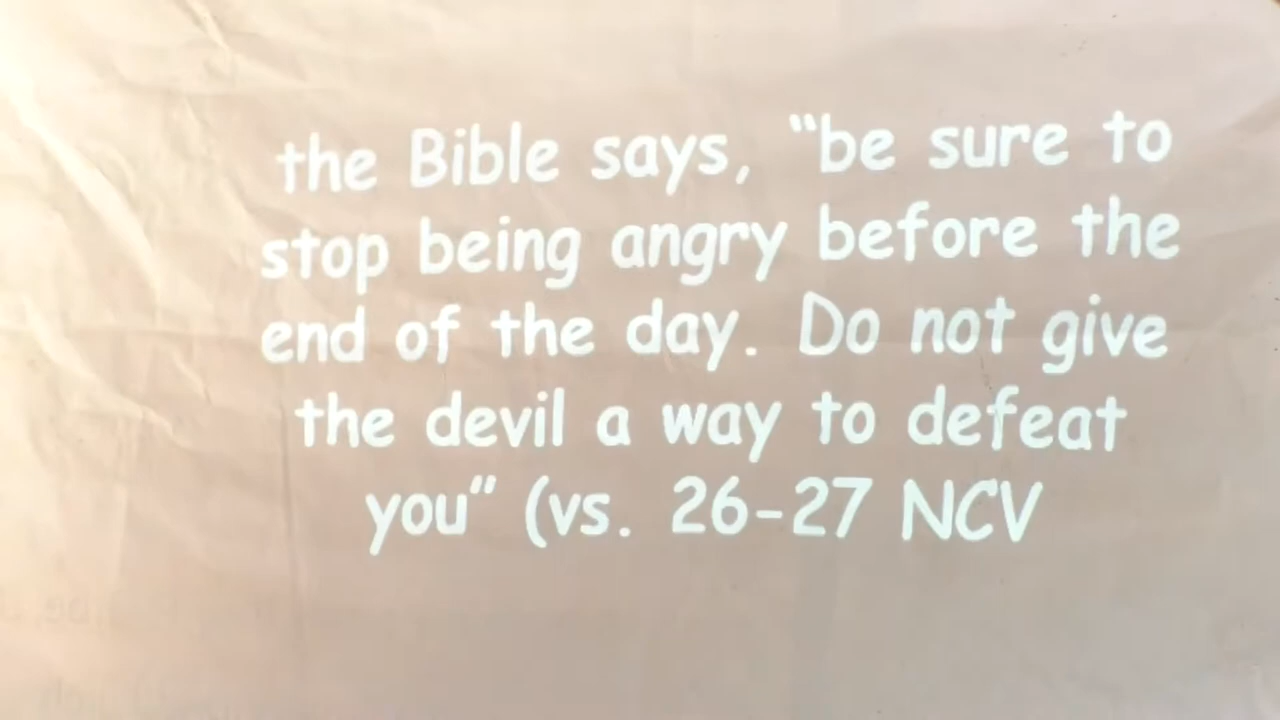 the Bible says, “be sure to
stop being angry before the
end of the day. Do not give
the devil a way to defeat
you” (vs. 26-27 NCV